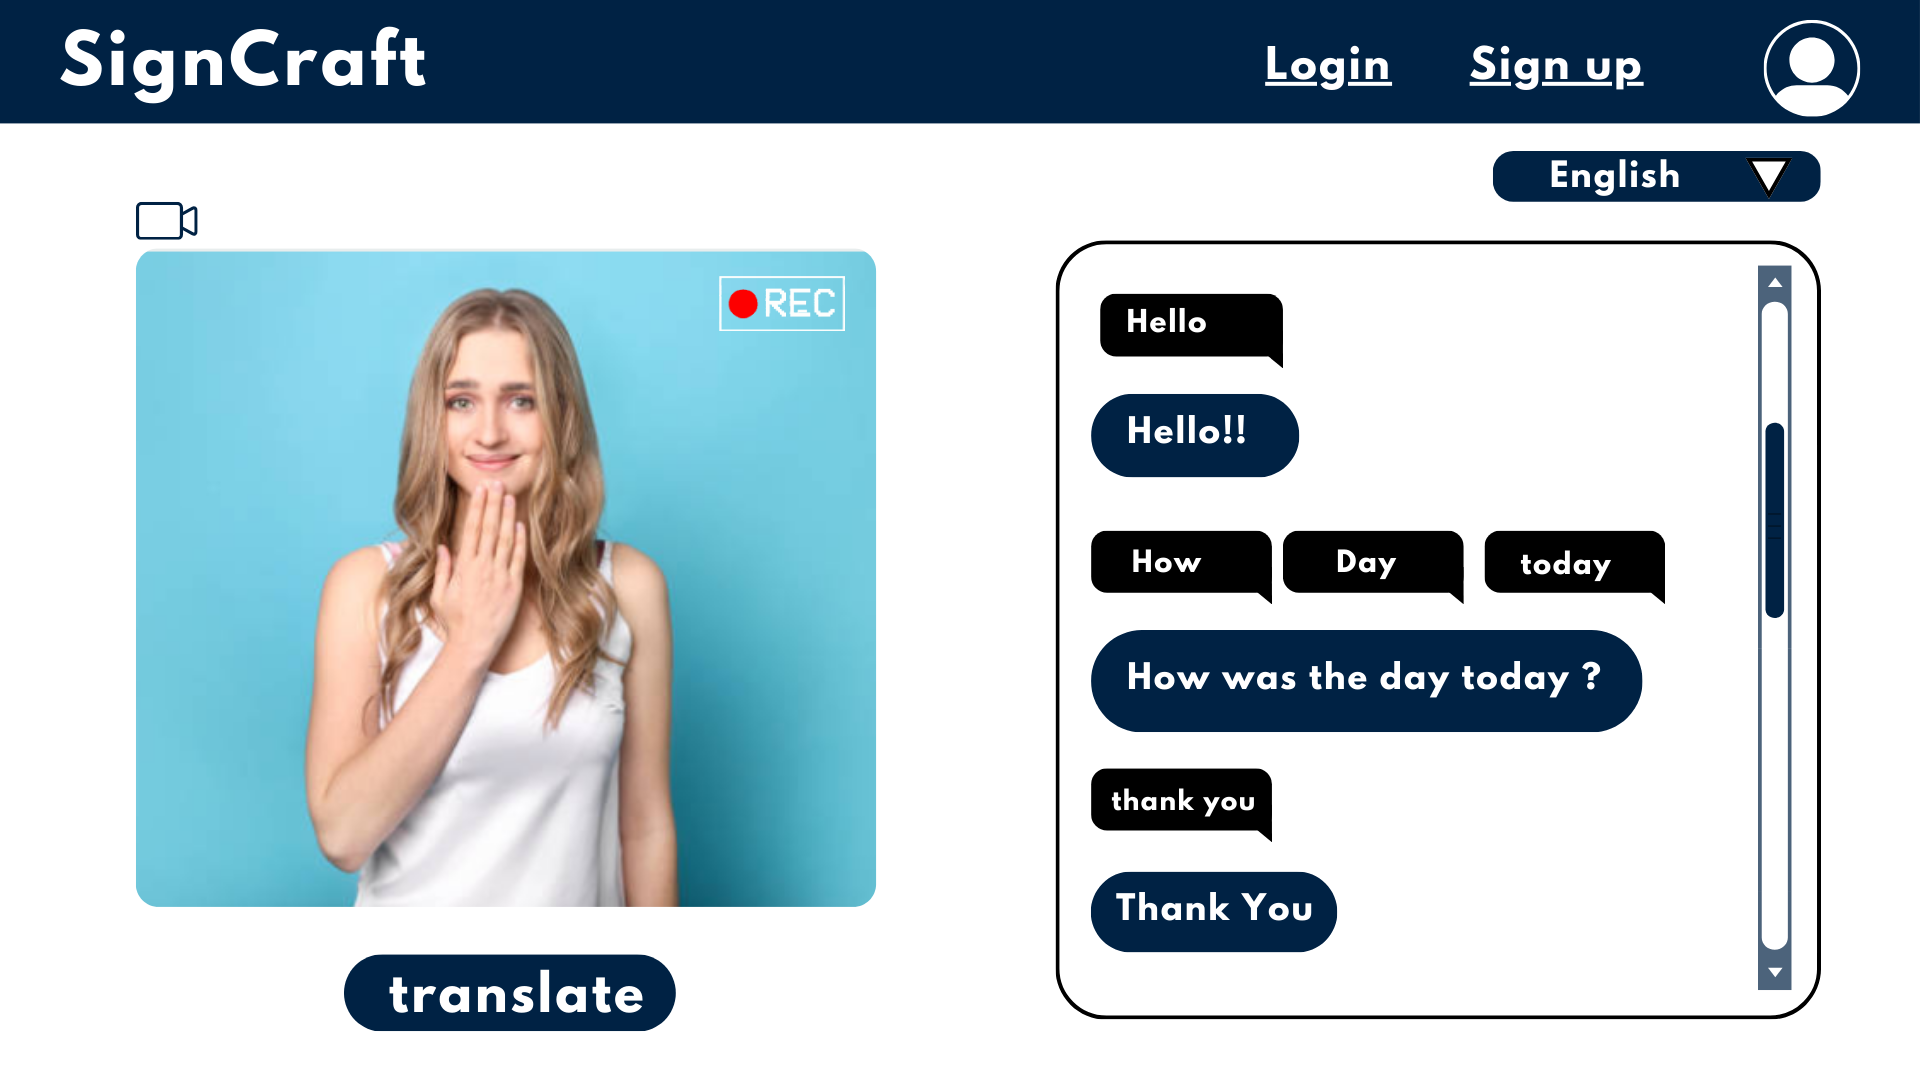 SignCraft
Login
Sign up
English
REC
Hello
Hello!!
How
Day
today
How was the day today ?
thank you
Thank You
translate